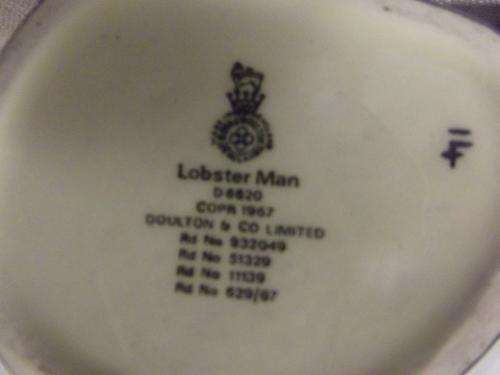 Lobster Man
D 6620
COPR 1967
DOULTON & CO LIMITED
Rd No 932049
Rd No 51329
Rd No 11139
Rd No 629/67